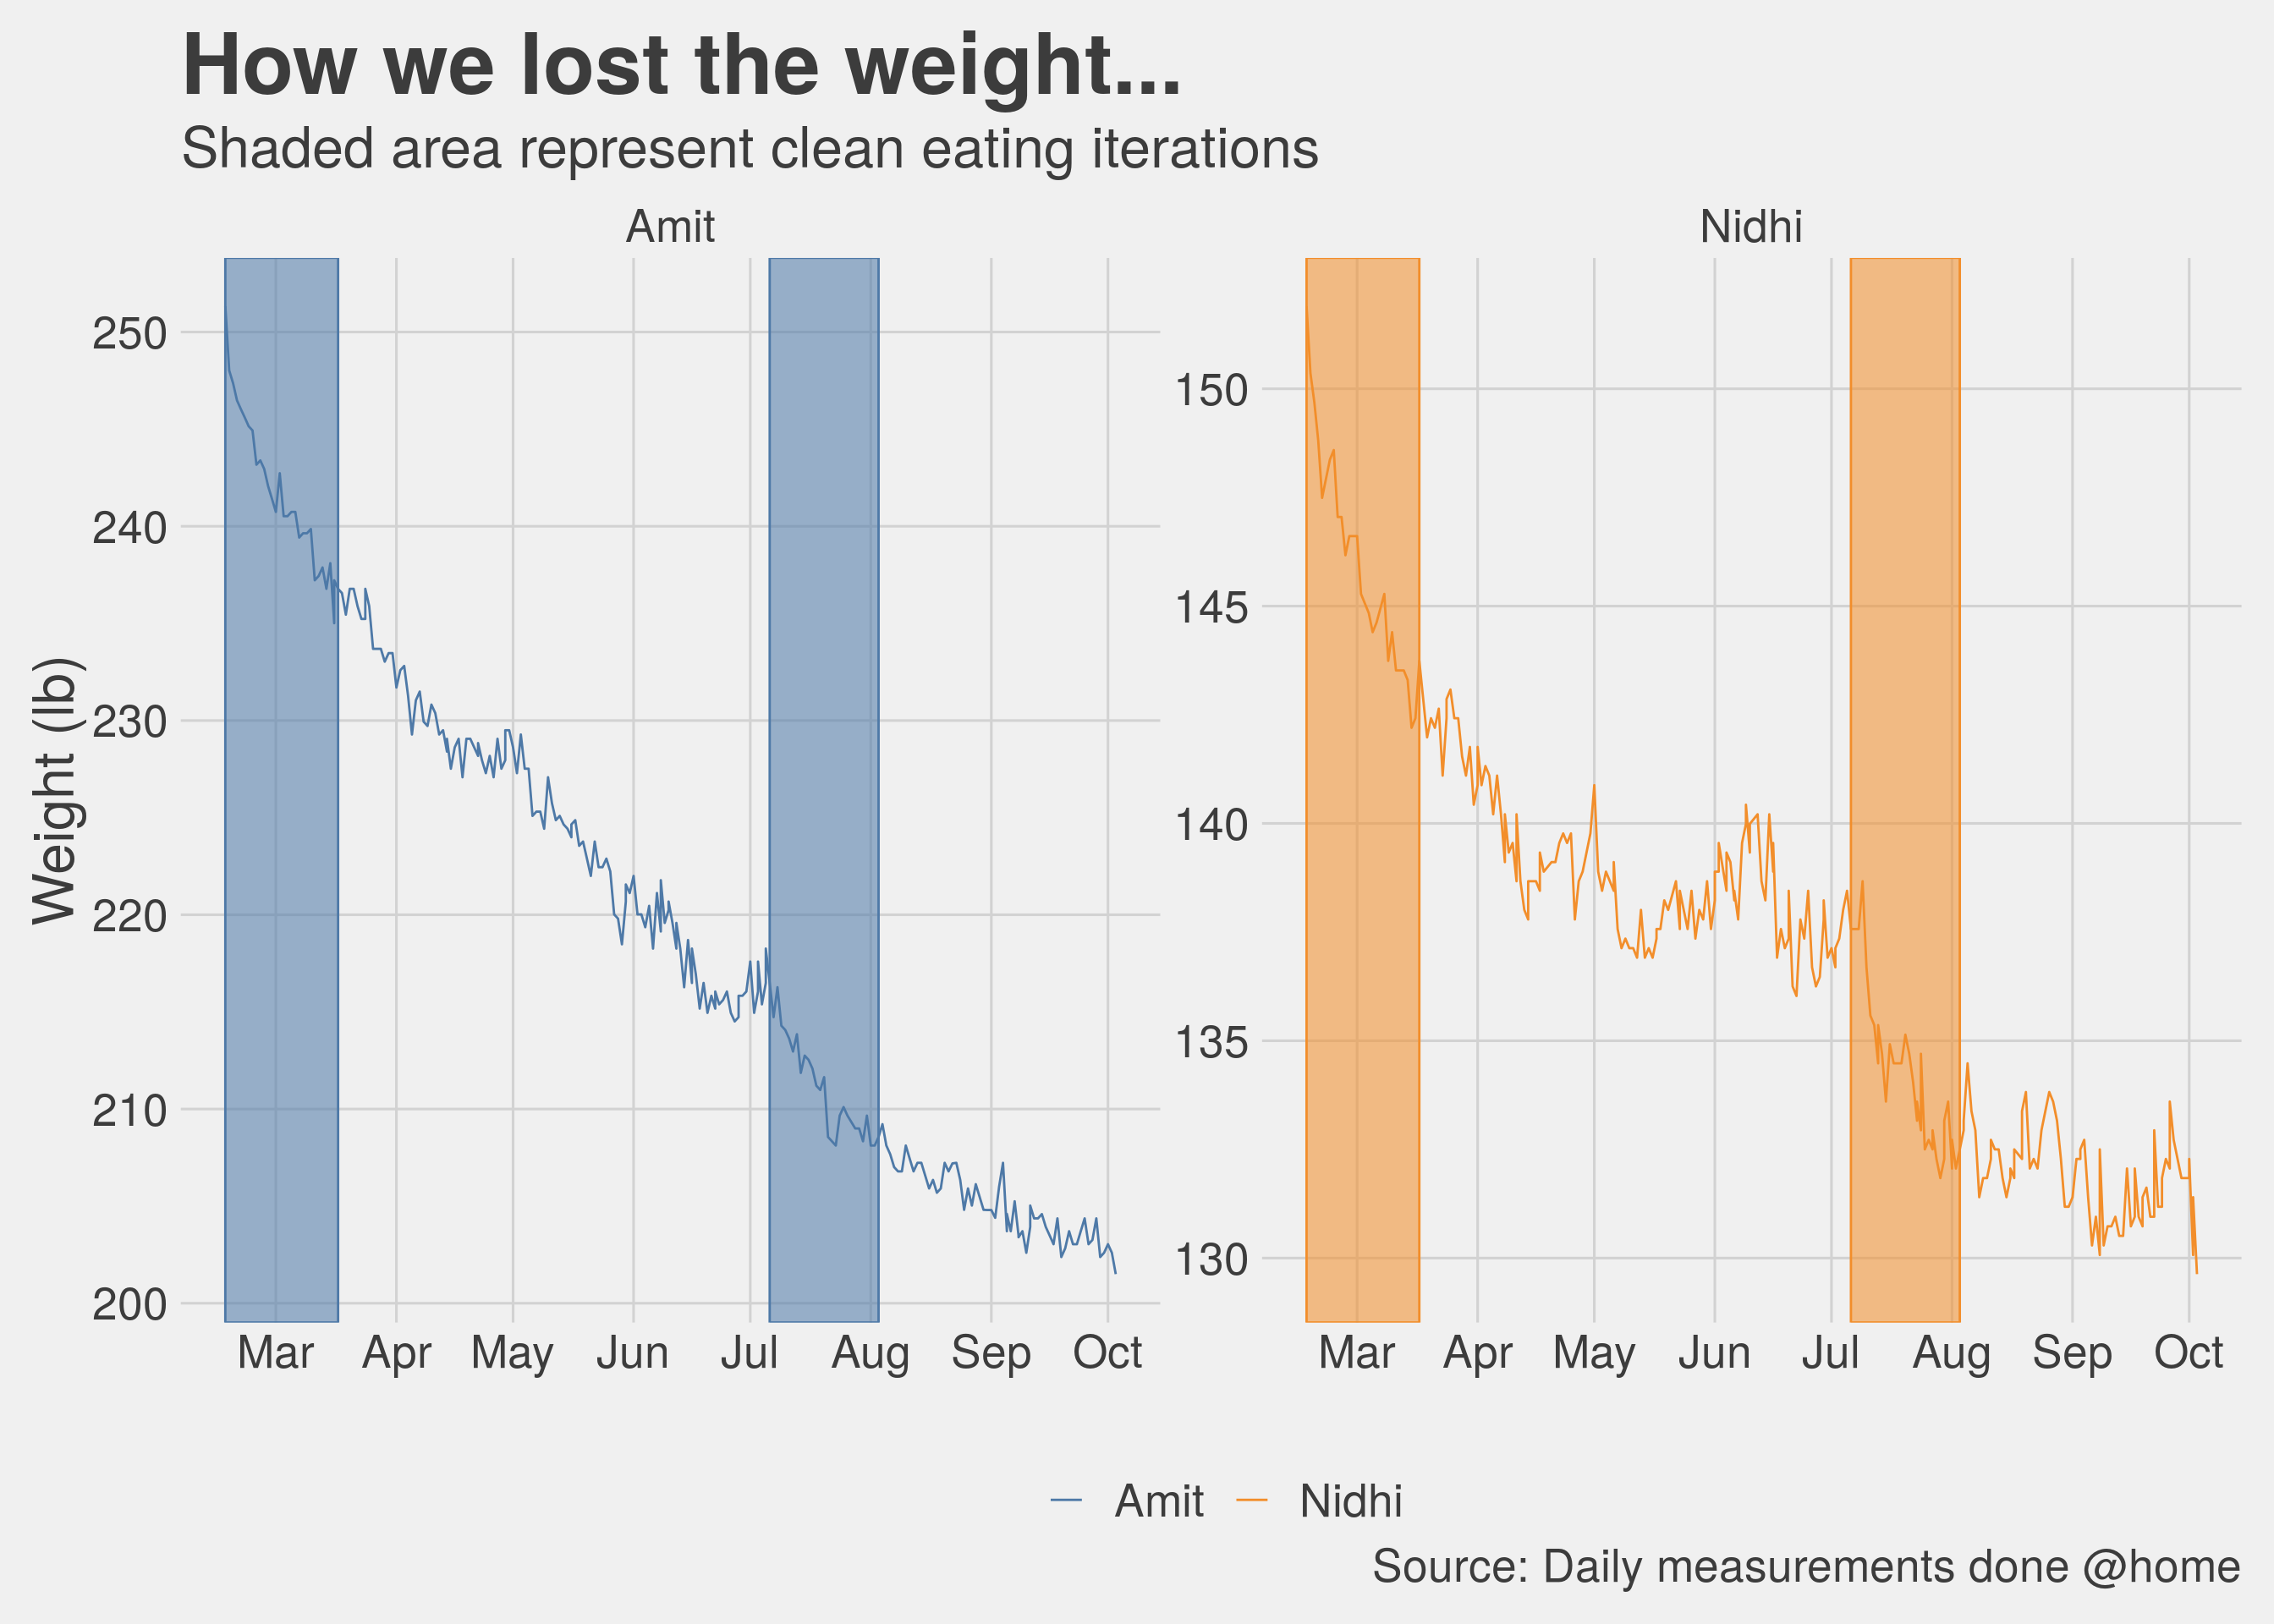 How we lost the weight...
Shaded area represent clean eating iterations
Amit
Nidhi
Weight (lb)
250
240
230
220
210
200
150
145
140
135
130
Mar Apr May Jun Jul Aug Sep Oct
Mar Apr May Jun Jul Aug Sep Oct
Amit Nidhi
Source: Daily measurements done @home